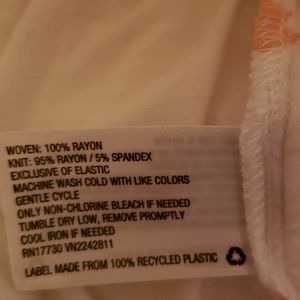 WOVEN: 100% RAYON
KNIT: 95% RAYON / 5% SPANDEX
EXCLUSIVE OF ELASTIC
MACHINE WASH COLD WITH LIKE COLORS
GENTLE CYCLE
ONLY NON-CHLORINE BLEACH IF NEEDED
TUMBLE DRY LOW, REMOVE PROMPTLY
COOL IRON IF NEEDED
RN17730 VN2242811
LABEL MADE FROM 100% RECYCLED PLASTIC